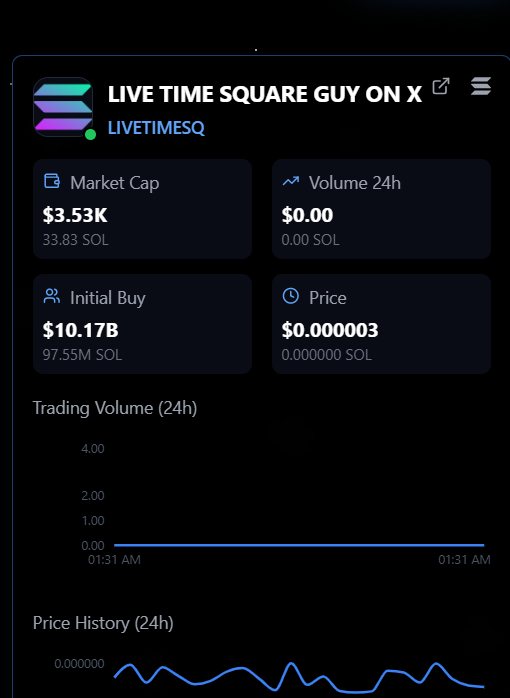 LIVE TIME SQUARE GUY ON X
LIVETIMESQ
Market Cap
$3.53K
33.83 SOL
Volume 24h
$0.00
0.00 SOL
Initial Buy
$10.17B
97.55M SOL
Price
$0.000003
0.000000 SOL
Trading Volume (24h)
4.00
2.00
1.00
0.00
01:31 AM 01:31 AM
Price History (24h)
0.000000